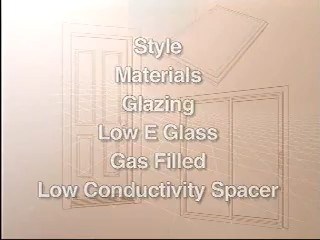 Style
Materials
Glazing
Low E Glass
Gas Filled
Low Conductivity Spacer